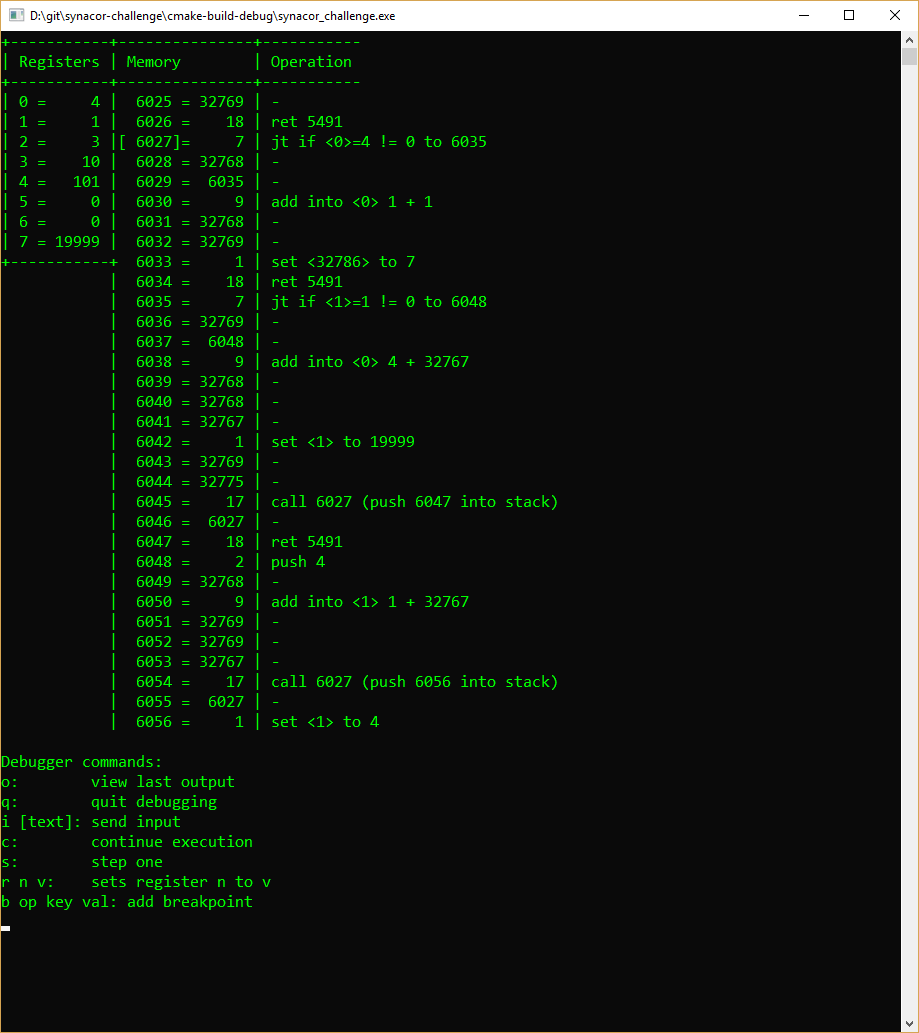 D:\git\synacor-challenge\cmake-build-debug\synacor_challenge.exe
+-----------+---------------+-----------
| Registers | Memory        | Operation
+-----------+---------------+-----------
| 0 =     4 |  6025 = 32769 | -
| 1 =     1 |  6026 =    18 | ret 5491
| 2 =     3 |[ 6027]=     7 | jt if <0>=4 != 0 to 6035
| 3 =    10 |  6028 = 32768 | -
| 4 =   101 |  6029 =  6035 | -
| 5 =     0 |  6030 =     9 | add into <0> 1 + 1
| 6 =     0 |  6031 = 32768 | -
| 7 = 19999 |  6032 = 32769 | -
+-----------+  6033 =     1 | set <32786> to 7
            |  6034 =    18 | ret 5491
            |  6035 =     7 | jt if <1>=1 != 0 to 6048
            |  6036 = 32769 | -
            |  6037 =  6048 | -
            |  6038 =     9 | add into <0> 4 + 32767
            |  6039 = 32768 | -
            |  6040 = 32768 | -
            |  6041 = 32767 | -
            |  6042 =     1 | set <1> to 19999
            |  6043 = 32769 | -
            |  6044 = 32775 | -
            |  6045 =    17 | call 6027 (push 6047 into stack)
            |  6046 =  6027 | -
            |  6047 =    18 | ret 5491
            |  6048 =     2 | push 4
            |  6049 = 32768 | -
            |  6050 =     9 | add into <1> 1 + 32767
            |  6051 = 32769 | -
            |  6052 = 32769 | -
            |  6053 = 32767 | -
            |  6054 =    17 | call 6027 (push 6056 into stack)
            |  6055 =  6027 | -
            |  6056 =     1 | set <1> to 4
Debugger commands:
o:        view last output
q:        quit debugging
i [text]: send input
c:        continue execution
s:        step one
r n v:    sets register n to v
b op key val: add breakpoint